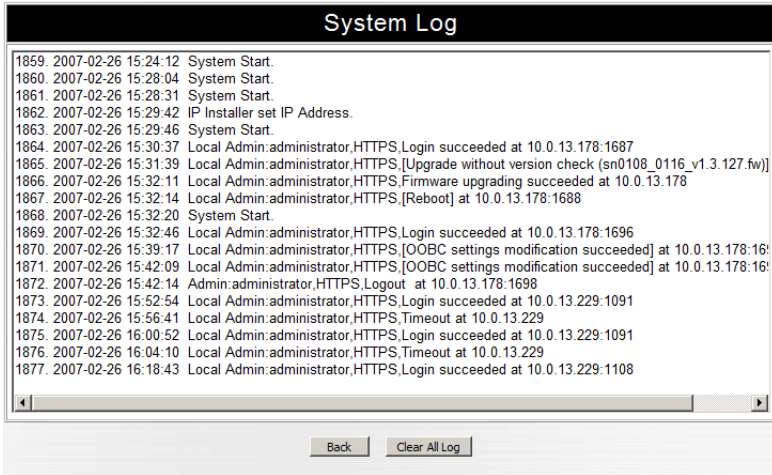 System Log
1859. 2007-02-26 15:24:12 System Start.
1860. 2007-02-26 15:28:04 System Start.
1861. 2007-02-26 15:28:31 System Start.
1862. 2007-02-26 15:29:42 IP Installer set IP Address.
1863. 2007-02-26 15:29:46 System Start.
1864. 2007-02-26 15:30:37 Local Admin:administrator,HTTPS,Login succeeded at 10.0.13.178:1687
1865. 2007-02-26 15:31:39 Local Admin:administrator,HTTPS,[Upgrade without version check (sn0108_0116_v1.3.127.fw)]
1866. 2007-02-26 15:32:11 Local Admin:administrator,HTTPS,Firmware upgrading succeeded at 10.0.13.178
1867. 2007-02-26 15:32:14 Local Admin:administrator,HTTPS,[Reboot] at 10.0.13.178:1688
1868. 2007-02-26 15:32:20 System Start.
1869. 2007-02-26 15:32:46 Local Admin:administrator,HTTPS,Login succeeded at 10.0.13.178:1696
1870. 2007-02-26 15:39:17 Local Admin:administrator,HTTPS,[OOBC settings modification succeeded] at 10.0.13.178:16
1871. 2007-02-26 15:42:09 Local Admin:administrator,HTTPS,[OOBC settings modification succeeded] at 10.0.13.178:16
1872. 2007-02-26 15:42:14 Admin:administrator,HTTPS,Logout at 10.0.13.178:1698
1873. 2007-02-26 15:52:54 Local Admin:administrator,HTTPS,Login succeeded at 10.0.13.229:1091
1874. 2007-02-26 15:56:41 Local Admin:administrator,HTTPS,Timeout at 10.0.13.229
1875. 2007-02-26 16:00:52 Local Admin:administrator,HTTPS,Login succeeded at 10.0.13.229:1091
1876. 2007-02-26 16:04:10 Local Admin:administrator,HTTPS,Timeout at 10.0.13.229
1877. 2007-02-26 16:18:43 Local Admin:administrator,HTTPS,Login succeeded at 10.0.13.229:1108
Back Clear All Log